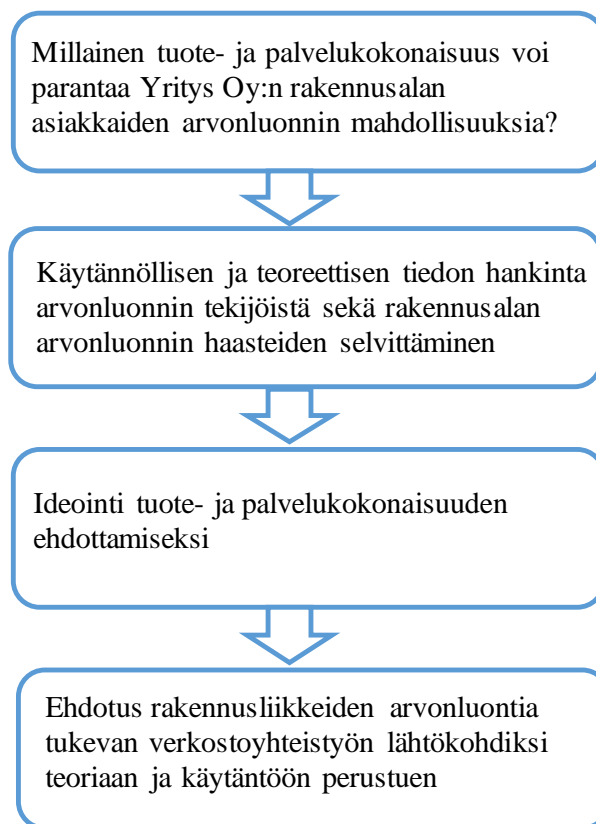 Millainen tuote- ja palvelukokonaisuus voi
parantaa Yritys Oy:n rakennusalan
asiakkaiden arvonluonnin mahdollisuuksia?
Käytännöllisen ja teoreettisen tiedon hankinta
arvonluonnin tekijöistä sekä rakennusalan
arvonluonnin haasteiden selvittäminen
Ideointi tuote- ja palvelukokonaisuuden
ehdottamiseksi
Ehdotus rakennusliikkeiden arvonluontia
tukevan verkostoyhteistyön lähtökohdiksi
teoriaan ja käytäntöön perustuen